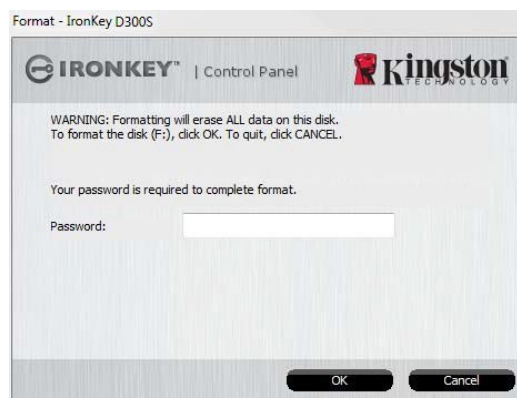 Format - IronKey D300S
IRONKEY™ | Control Panel
Kingston
TECHNOLOGY
WARNING: Formatting will erase ALL data on this disk.
To format the disk (F:), click OK. To quit, click CANCEL.
Your password is required to complete format.
Password:
OK
Cancel